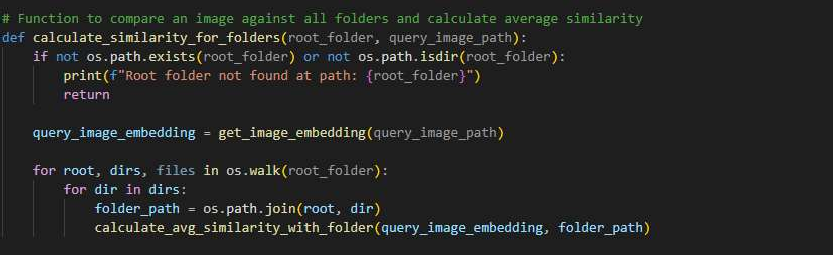 # Function to compare an image against all folders and calculate average similarity
def calculate_similarity_for_folders(root_folder, query_image_path):
    if not os.path.exists(root_folder) or not os.path.isdir(root_folder):
        print(f"Root folder not found at path: {root_folder}")
        return

    query_image_embedding = get_image_embedding(query_image_path)

    for root, dirs, files in os.walk(root_folder):
        for dir in dirs:
            folder_path = os.path.join(root, dir)
            calculate_avg_similarity_with_folder(query_image_embedding, folder_path)